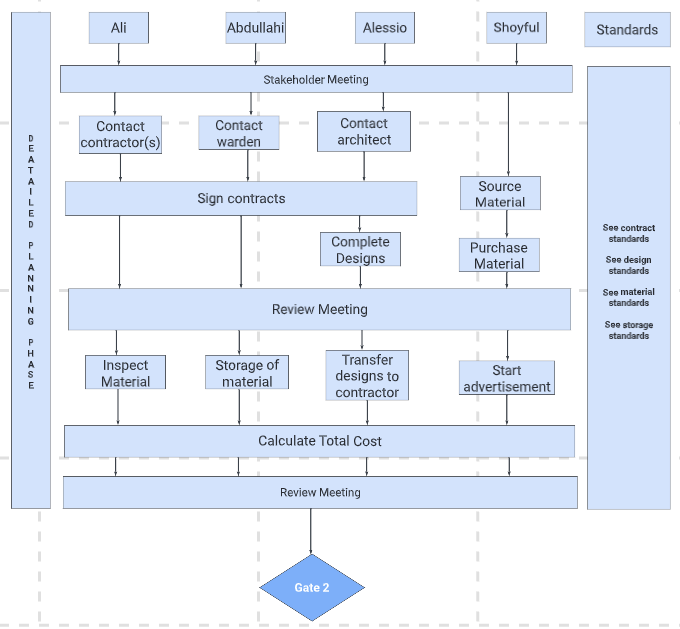 Ali
Abdullahi
Alessio
Shoyful
Standards
Stakeholder Meeting
Contact
contractor(s)
Contact
warden
Contact
architect
Sign contracts
Source
Material
Complete
Designs
Purchase
Material
Review Meeting
Inspect
Material
Storage of
material
Transfer
designs to
contractor
Start
advertisement
Calculate Total Cost
Review Meeting
Gate 2
DEATAILED PLANNING PHASE
See contract
standards
See design
standards
See material
standards
See storage
standards